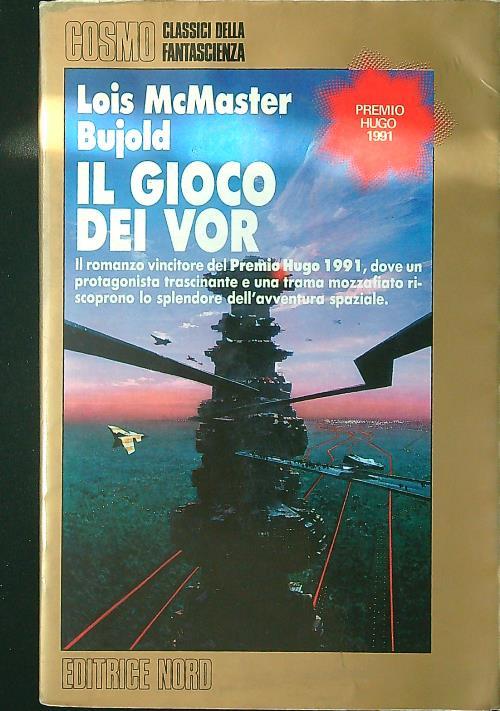 COSMO CLASSICI DELLA
FANTASCIENZA
Lois McMaster
Bujold
PREMIO
HUGO
1991
IL GIOCO
DEI VOR
Il romanzo vincitore del Premio Hugo 1991, dove un
protagonista trascinante e una trama mozzafiato ri-
scoprono lo splendore dell'avventura spaziale.
EDITRICE NORD